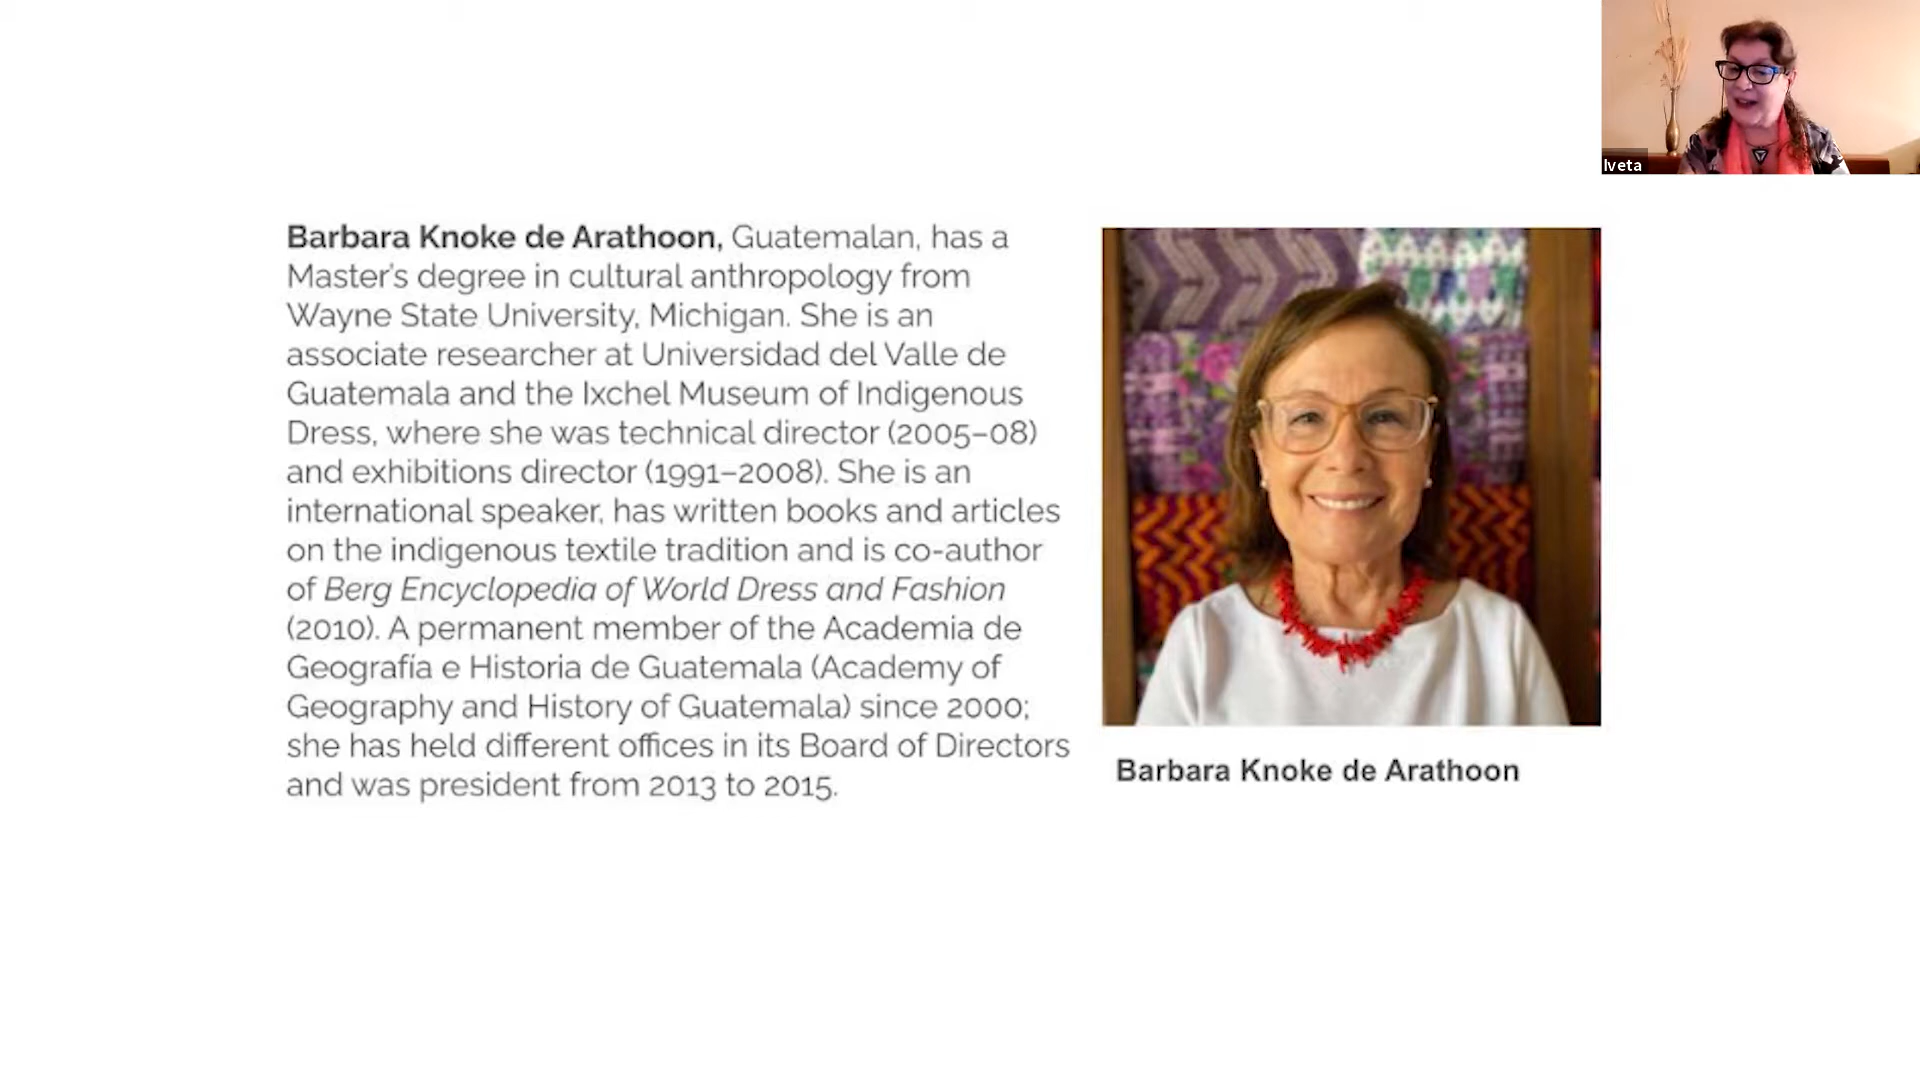 Iveta
Barbara Knoke de Arathoon, Guatemalan, has a
Master's degree in cultural anthropology from
Wayne State University, Michigan. She is an
associate researcher at Universidad del Valle de
Guatemala and the Ixchel Museum of Indigenous
Dress, where she was technical director (2005–08)
and exhibitions director (1991–2008). She is an
international speaker, has written books and articles
on the indigenous textile tradition and is co-author
of Berg Encyclopedia of World Dress and Fashion
(2010). A permanent member of the Academia de
Geografía e Historia de Guatemala (Academy of
Geography and History of Guatemala) since 2000;
she has held different offices in its Board of Directors
and was president from 2013 to 2015.
Barbara Knoke de Arathoon